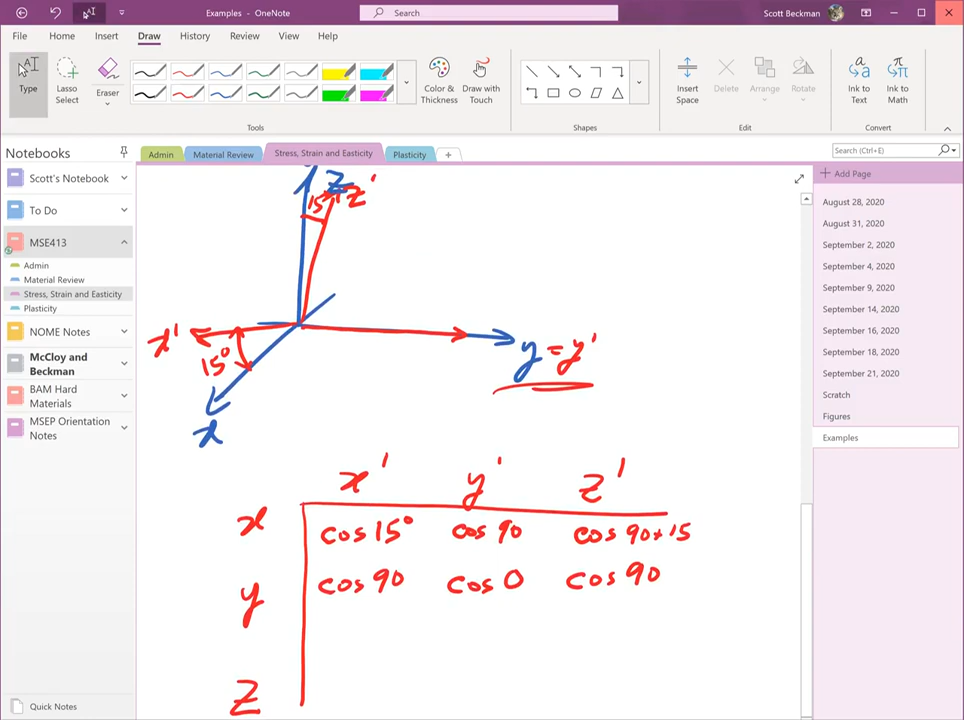 Examples - OneNote
Search
Scott Beckman
File Home Insert Draw History Review View Help
Type
Lasso Select
Eraser
Color & Thickness
Draw with Touch
Insert Space
Delete
Arrange
Rotate
Ink to Text
Ink to Math
Tools
Shapes
Edit
Convert
Notebooks
Admin Material Review Stress, Strain and Easticity Plasticity +
Search (Ctrl+E)
Scott's Notebook
To Do
MSE413
Admin
Material Review
Stress, Strain and Easticity
Plasticity
NOME Notes
McCloy and Beckman
BAM Hard Materials
MSEP Orientation Notes
Quick Notes
Add Page
August 28, 2020
August 31, 2020
September 2, 2020
September 4, 2020
September 9, 2020
September 14, 2020
September 16, 2020
September 18, 2020
September 21, 2020
Scratch
Figures
Examples
z
15°
z'
x'
15°
y = y'
x
x' y' z'
x cos 15° cos 90 cos 90+15
y cos 90 cos 0 cos 90
z